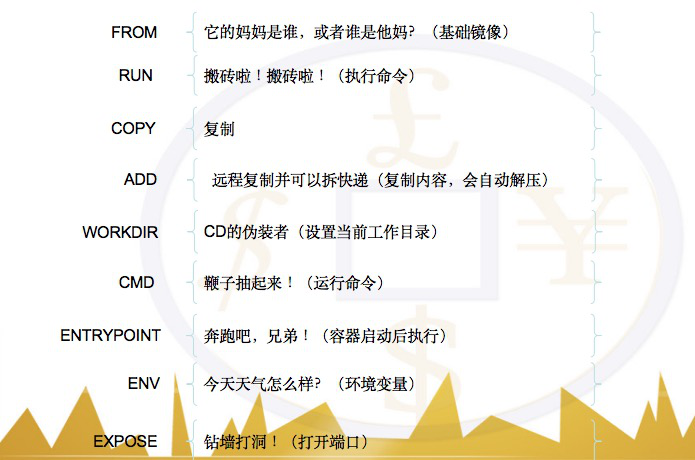 FROM 它的妈妈是谁，或者谁是他妈？（基础镜像）
RUN 搬砖啦！搬砖啦！（执行命令）
COPY 复制
ADD 远程复制并可以拆快递（复制内容，会自动解压）
WORKDIR CD的伪装者（设置当前工作目录）
CMD 鞭子抽起来！（运行命令）
ENTRYPOINT 奔跑吧，兄弟！（容器启动后执行）
ENV 今天天气怎么样？（环境变量）
EXPOSE 钻墙打洞！（打开端口）